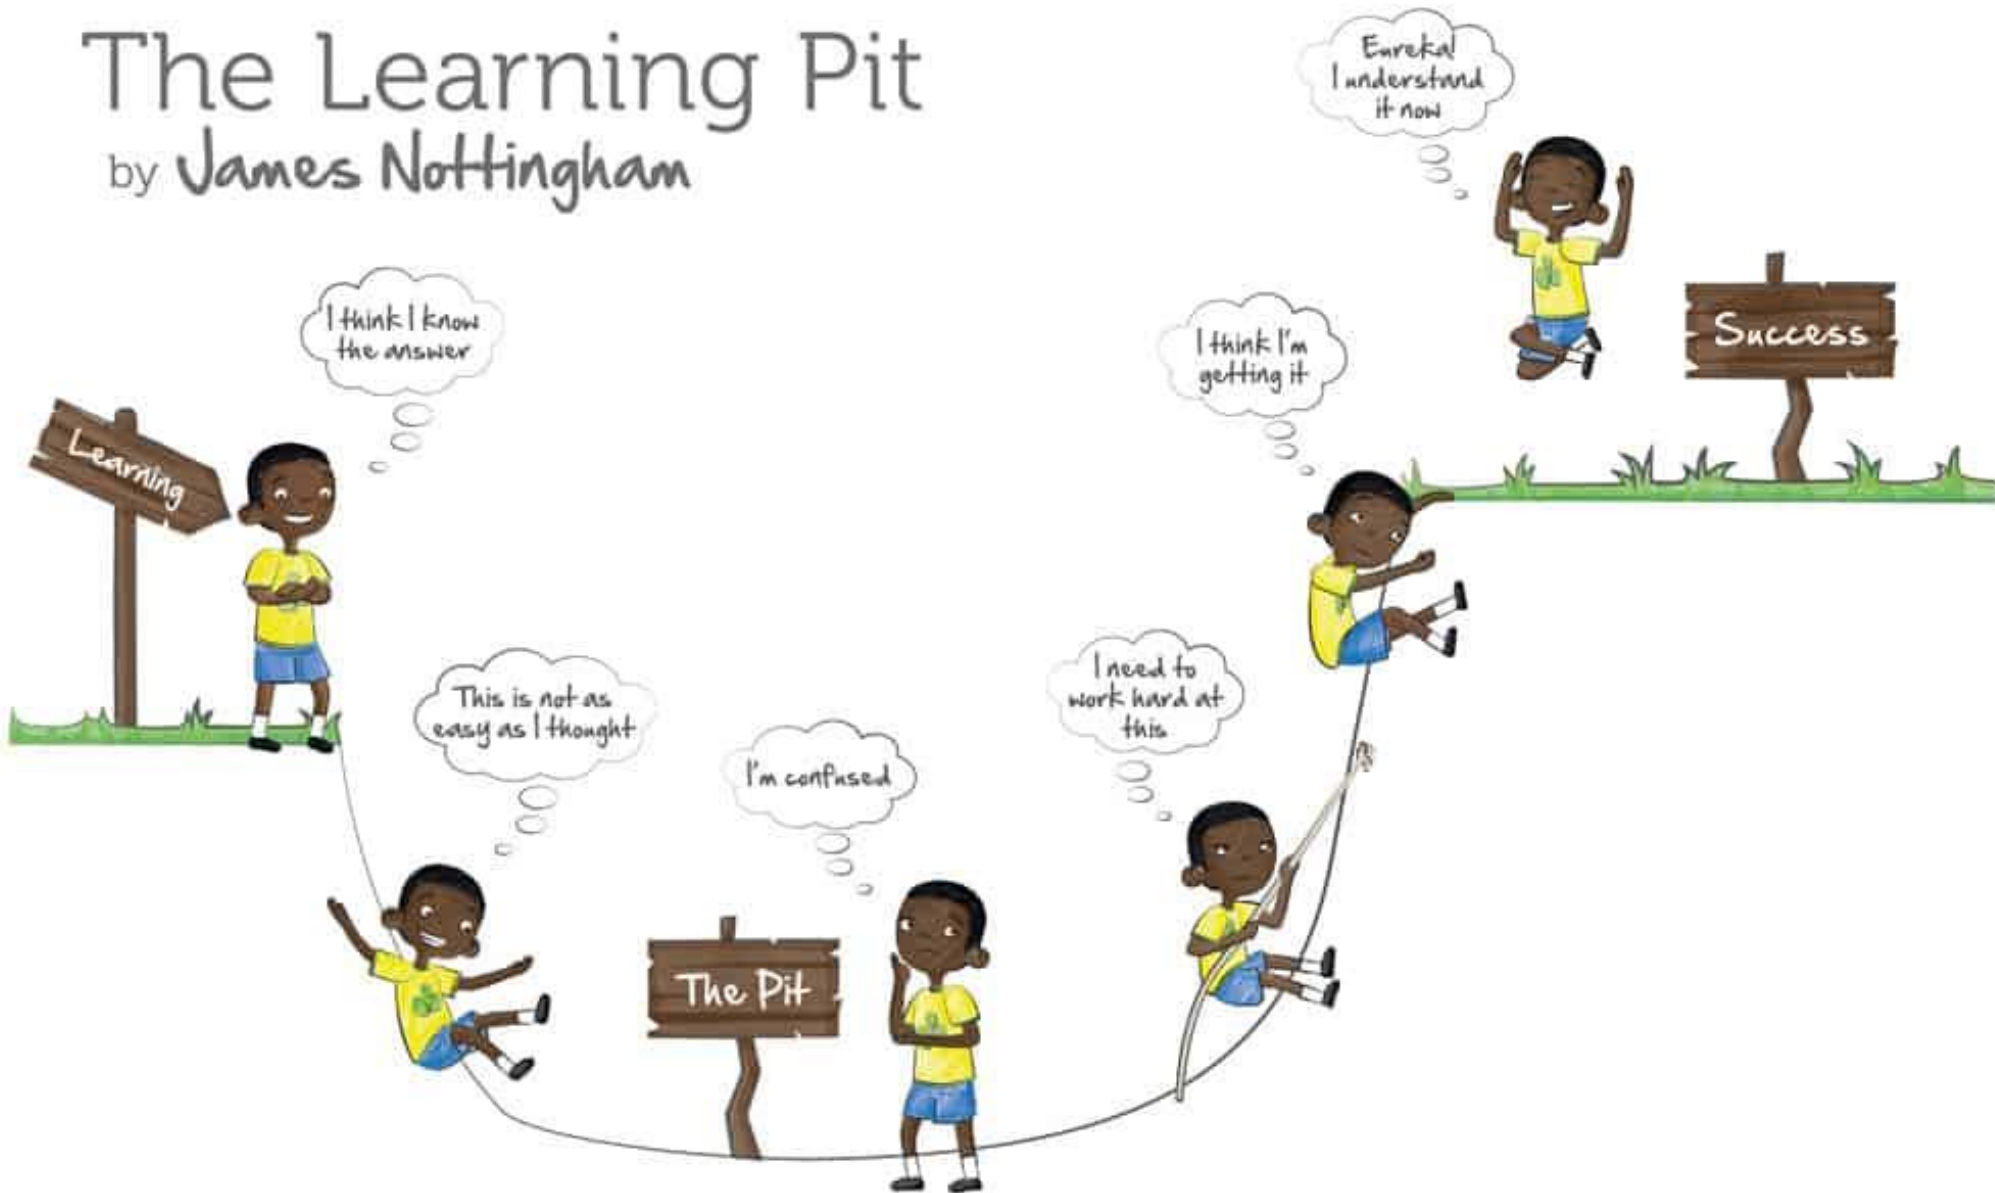 The Learning Pit
by James Nottingham
Learning
I think I know
the answer
This is not as
easy as I thought
The Pit
I'm confused
I need to
work hard at
this
I think I'm
getting it
Eureka!
I understand
it now
Success